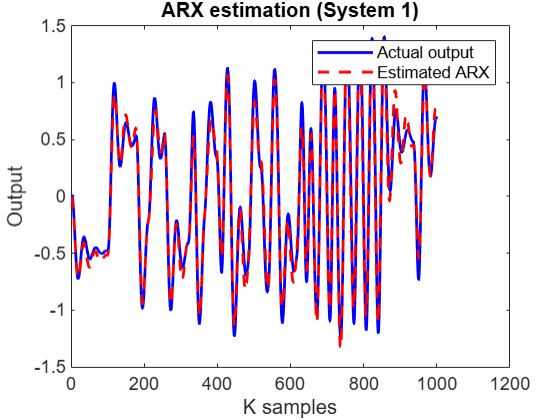 ARX estimation (System 1)
Actual output
Estimated ARX
Output
1.5
1
0.5
0
-0.5
-1
-1.5
0 200 400 600 800 1000 1200
K samples